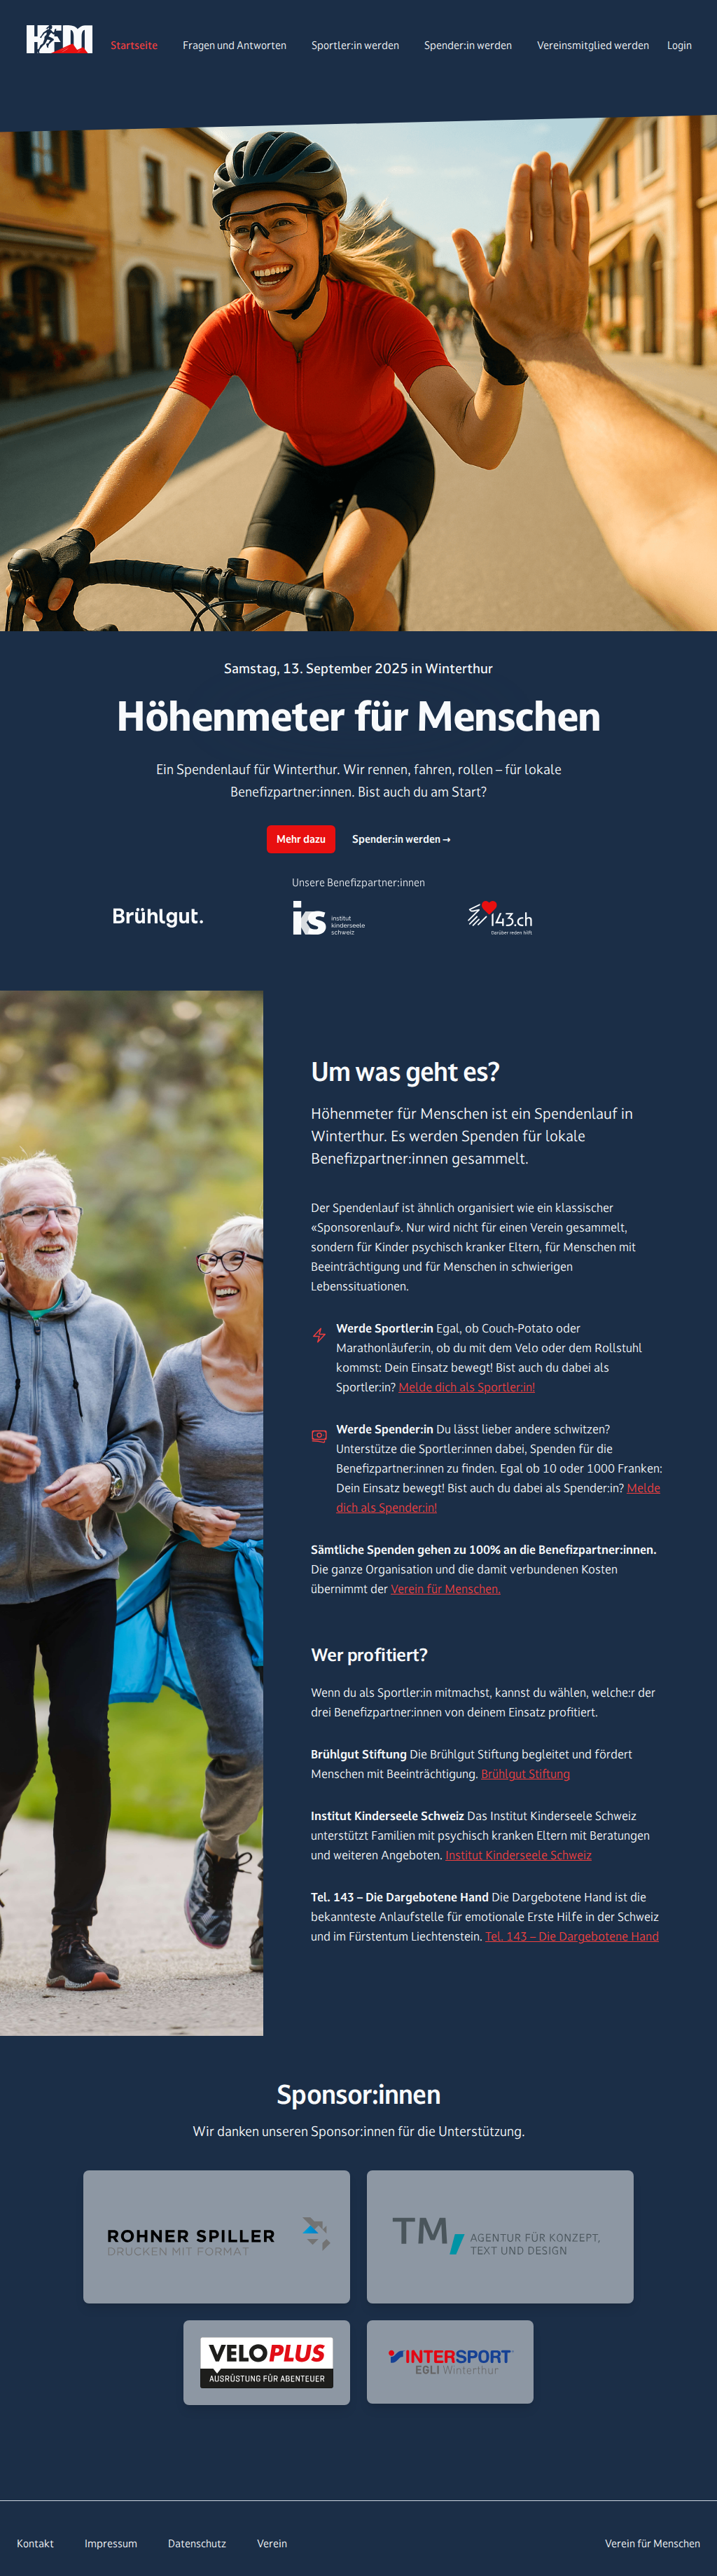 HFM
Startseite
Fragen und Antworten
Sportler:in werden
Spender:in werden
Vereinsmitglied werden
Login
Samstag, 13. September 2025 in Winterthur
Höhenmeter für Menschen
Ein Spendenlauf für Winterthur. Wir rennen, fahren, rollen – für lokale
Benefizpartner:innen. Bist auch du am Start?
Mehr dazu
Spender:in werden →
Unsere Benefizpartner:innen
Brühlgut.
iks
institut
kinderseele
schweiz
143.ch
Darüber reden hilft
Um was geht es?
Höhenmeter für Menschen ist ein Spendenlauf in
Winterthur. Es werden Spenden für lokale
Benefizpartner:innen gesammelt.
Der Spendenlauf ist ähnlich organisiert wie ein klassischer
«Sponsorenlauf». Nur wird nicht für einen Verein gesammelt,
sondern für Kinder psychisch kranker Eltern, für Menschen mit
Beeinträchtigung und für Menschen in schwierigen
Lebenssituationen.
Werde Sportler:in Egal, ob Couch-Potato oder
Marathonläufer:in, ob du mit dem Velo oder dem Rollstuhl
kommst: Dein Einsatz bewegt! Bist auch du dabei als
Sportler:in? Melde dich als Sportler:in!
Werde Spender:in Du lässt lieber andere schwitzen?
Unterstütze die Sportler:innen dabei, Spenden für die
Benefizpartner:innen zu finden. Egal ob 10 oder 1000 Franken:
Dein Einsatz bewegt! Bist auch du dabei als Spender:in? Melde
dich als Spender:in!
Sämtliche Spenden gehen zu 100% an die Benefizpartner:innen.
Die ganze Organisation und die damit verbundenen Kosten
übernimmt der Verein für Menschen.
Wer profitiert?
Wenn du als Sportler:in mitmachst, kannst du wählen, welche:r der
drei Benefizpartner:innen von deinem Einsatz profitiert.
Brühlgut Stiftung Die Brühlgut Stiftung begleitet und fördert
Menschen mit Beeinträchtigung. Brühlgut Stiftung
Institut Kinderseele Schweiz Das Institut Kinderseele Schweiz
unterstützt Familien mit psychisch kranken Eltern mit Beratungen
und weiteren Angeboten. Institut Kinderseele Schweiz
Tel. 143 – Die Dargebotene Hand Die Dargebotene Hand ist die
bekannteste Anlaufstelle für emotionale Erste Hilfe in der Schweiz
und im Fürstentum Liechtenstein. Tel. 143 – Die Dargebotene Hand
Sponsor:innen
Wir danken unseren Sponsor:innen für die Unterstützung.
ROHNER SPILLER
DRUCKEN MIT FORMAT
TM,
AGENTUR FÜR KONZEPT,
TEXT UND DESIGN
VELOPLUS
AUSRÜSTUNG FÜR ABENTEUER
INTERSPORT
EGLI Winterthur
Kontakt
Impressum
Datenschutz
Verein
Verein für Menschen